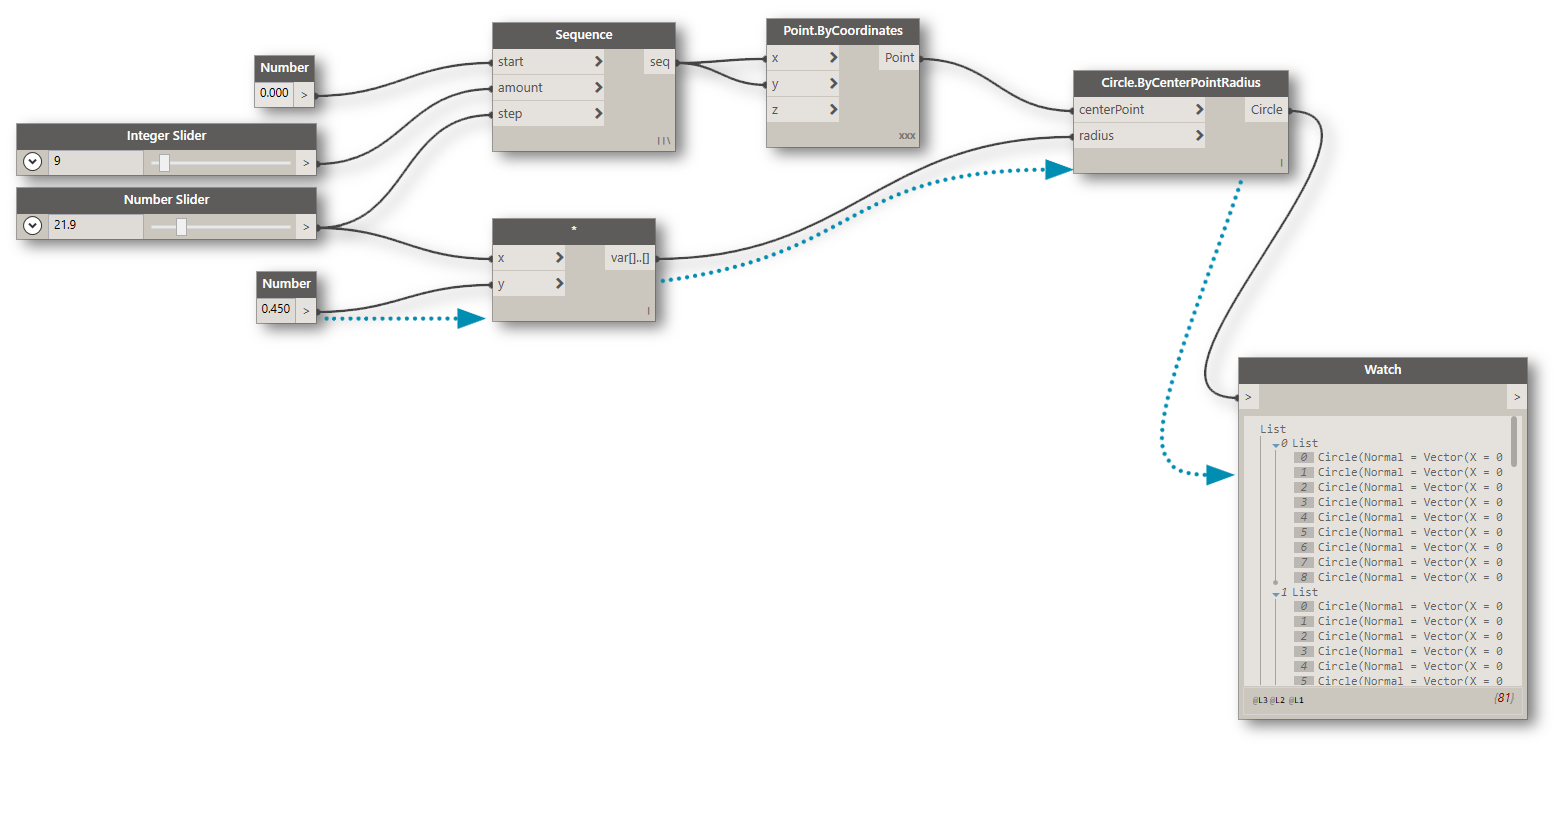 Number
0.000 >
Integer Slider
9 >
Number Slider
21.9 >
Number
0.450 >
Sequence
start seq
amount
step
||\
*
x var[]..[]
y
|
Point.ByCoordinates
x Point
y
z
xxx
Circle.ByCenterPointRadius
centerPoint Circle
radius
|
Watch
> >
List
0 List
0 Circle(Normal = Vector(X = 0
1 Circle(Normal = Vector(X = 0
2 Circle(Normal = Vector(X = 0
3 Circle(Normal = Vector(X = 0
4 Circle(Normal = Vector(X = 0
5 Circle(Normal = Vector(X = 0
6 Circle(Normal = Vector(X = 0
7 Circle(Normal = Vector(X = 0
8 Circle(Normal = Vector(X = 0
1 List
0 Circle(Normal = Vector(X = 0
1 Circle(Normal = Vector(X = 0
2 Circle(Normal = Vector(X = 0
3 Circle(Normal = Vector(X = 0
4 Circle(Normal = Vector(X = 0
5 Circle(Normal = Vector(X = 0
@L3 @L2 @L1 {81}